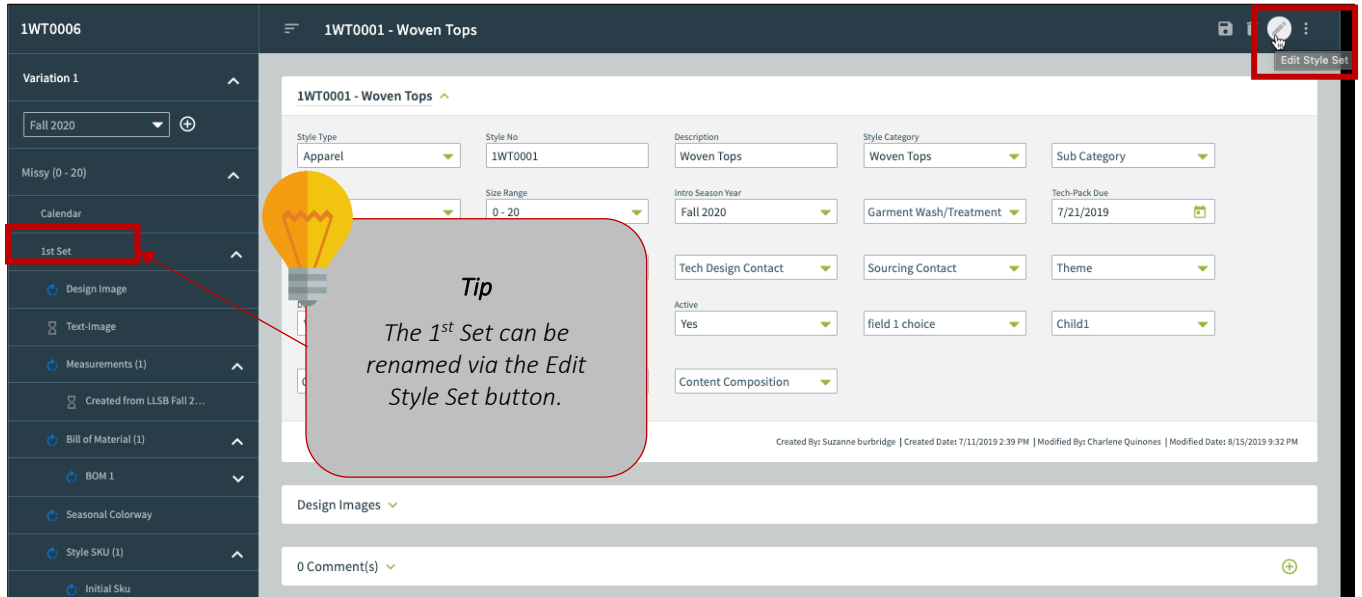 1WT0006
1WT0001 - Woven Tops
Edit Style Set
Variation 1
Fall 2020
Missy (0 - 20)
Calendar
1st Set
Design Image
Text-Image
Measurements (1)
Created from LLSB Fall 2...
Bill of Material (1)
BOM 1
Seasonal Colorway
Style SKU (1)
Initial Sku
1WT0001 - Woven Tops
Style Type
Style No
Description
Style Category
Apparel
1WT0001
Woven Tops
Woven Tops
Sub Category
Size Range
Intro Season Year
Tech-Pack Due
0 - 20
Fall 2020
Garment Wash/Treatment
7/21/2019
Tech Design Contact
Sourcing Contact
Theme
Active
Yes
field 1 choice
Child1
Content Composition
Tip
The 1st Set can be
renamed via the Edit
Style Set button.
Created By: Suzanne burbridge | Created Date: 7/11/2019 2:39 PM | Modified By: Charlene Quinones | Modified Date: 8/15/2019 9:32 PM
Design Images
0 Comment(s)